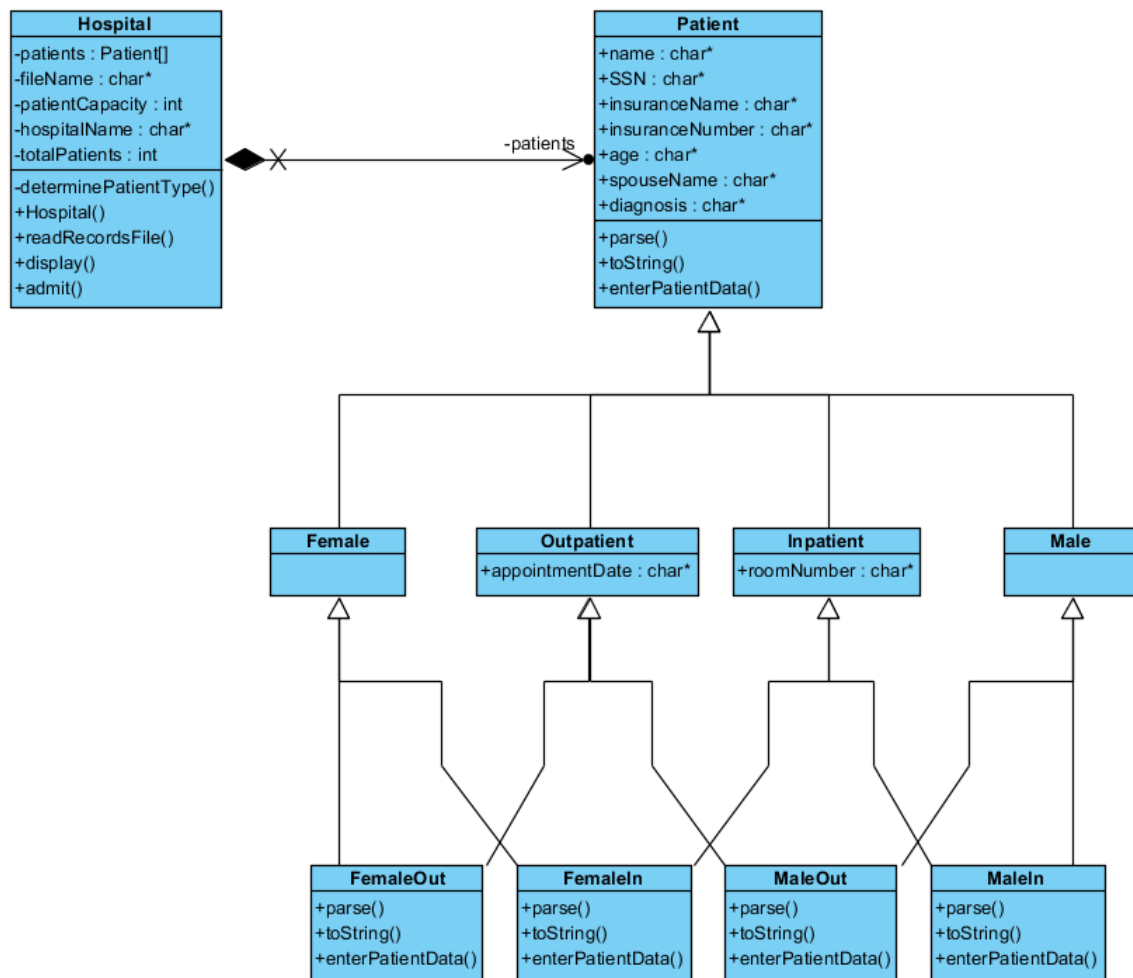 Hospital
-patients : Patient[]
-fileName : char*
-patientCapacity : int
-hospitalName : char*
-totalPatients : int
-determinePatientType()
+Hospital()
+readRecordsFile()
+display()
+admit()
-patients
Patient
+name : char*
+SSN : char*
+insuranceName : char*
+insuranceNumber : char*
+age : char*
+spouseName : char*
+diagnosis : char*
+parse()
+toString()
+enterPatientData()
Female
Outpatient
+appointmentDate : char*
Inpatient
+roomNumber : char*
Male
FemaleOut
+parse()
+toString()
+enterPatientData()
FemaleIn
+parse()
+toString()
+enterPatientData()
MaleOut
+parse()
+toString()
+enterPatientData()
MaleIn
+parse()
+toString()
+enterPatientData()